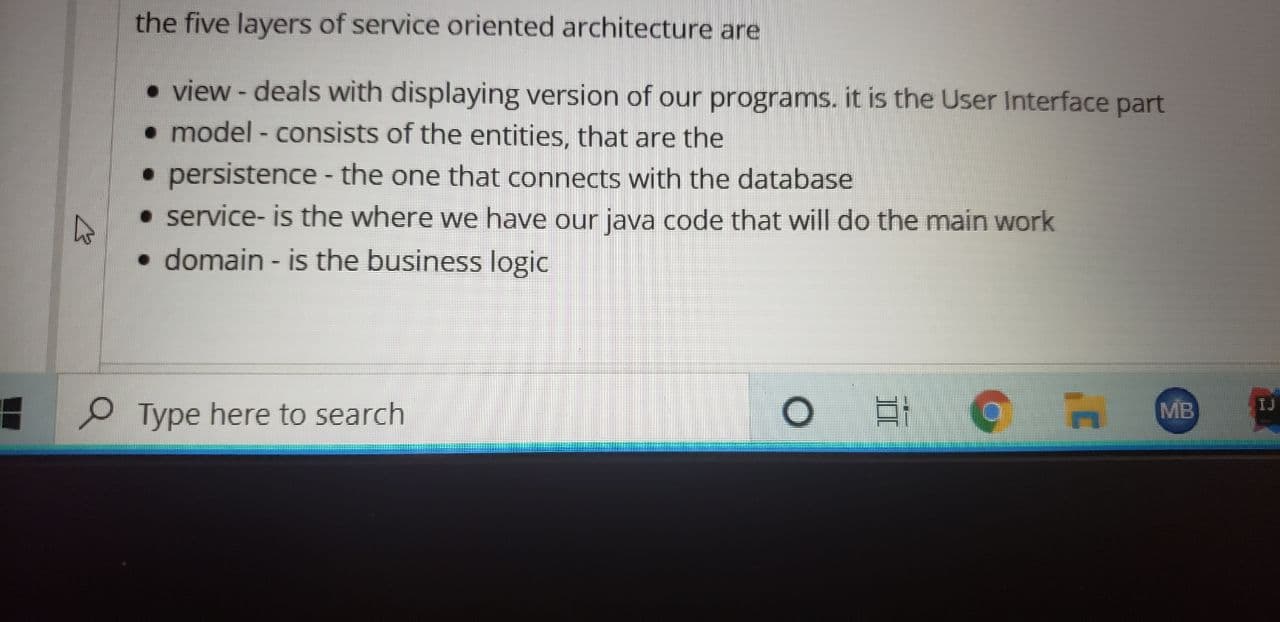 the five layers of service oriented architecture are
• view - deals with displaying version of our programs. it is the User Interface part
• model - consists of the entities, that are the
• persistence - the one that connects with the database
• service- is the where we have our java code that will do the main work
• domain - is the business logic
Type here to search
MB
IJ